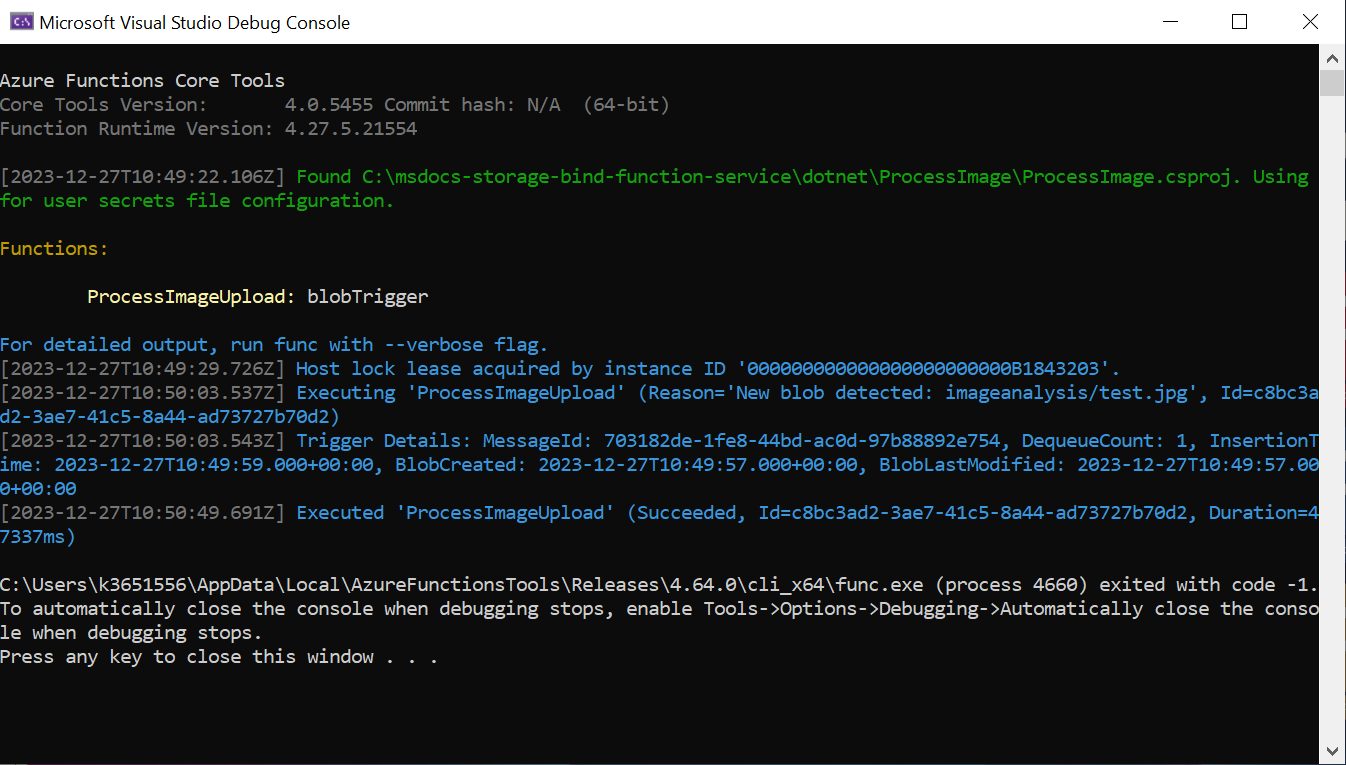 Microsoft Visual Studio Debug Console
Azure Functions Core Tools
Core Tools Version:       4.0.5455 Commit hash: N/A  (64-bit)
Function Runtime Version: 4.27.5.21554
[2023-12-27T10:49:22.106Z] Found C:\msdocs-storage-bind-function-service\dotnet\ProcessImage\ProcessImage.csproj. Using
for user secrets file configuration.
Functions:
ProcessImageUpload: blobTrigger
For detailed output, run func with --verbose flag.
[2023-12-27T10:49:29.726Z] Host lock lease acquired by instance ID '000000000000000000000000B1843203'.
[2023-12-27T10:50:03.537Z] Executing 'ProcessImageUpload' (Reason='New blob detected: imageanalysis/test.jpg', Id=c8bc3a
d2-3ae7-41c5-8a44-ad73727b70d2)
[2023-12-27T10:50:03.543Z] Trigger Details: MessageId: 703182de-1fe8-44bd-ac0d-97b88892e754, DequeueCount: 1, InsertionT
ime: 2023-12-27T10:49:59.000+00:00, BlobCreated: 2023-12-27T10:49:57.000+00:00, BlobLastModified: 2023-12-27T10:49:57.00
0+00:00
[2023-12-27T10:50:49.691Z] Executed 'ProcessImageUpload' (Succeeded, Id=c8bc3ad2-3ae7-41c5-8a44-ad73727b70d2, Duration=4
7337ms)
C:\Users\k3651556\AppData\Local\AzureFunctionsTools\Releases\4.64.0\cli_x64\func.exe (process 4660) exited with code -1.
To automatically close the console when debugging stops, enable Tools->Options->Debugging->Automatically close the conso
le when debugging stops.
Press any key to close this window . . .